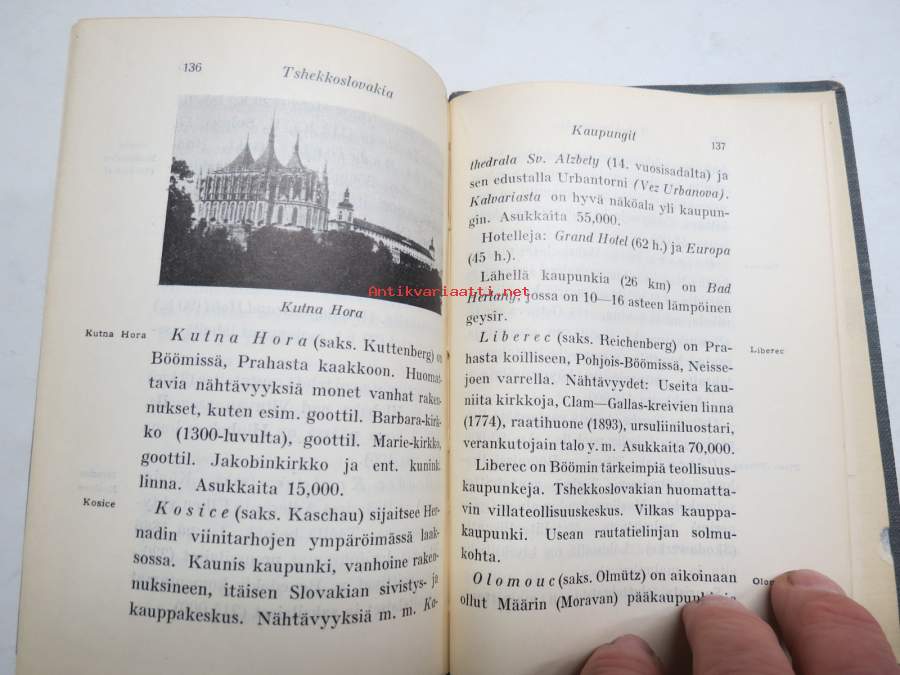 136
Tshekkoslovakia
Antikvariaatti.net
Kutna Hora
Kutna Hora
Kutna Hora (saks. Kuttenberg) on
Böömissä, Prahasta kaakkoon. Huomat-
tavia nähtävyyksiä monet vanhat raken-
nukset, kuten esim. goottil. Barbara-kirk-
ko (1300-luvulta), goottil. Marie-kirkko,
goottil. Jakobinkirkko ja ent. kunink.
linna. Asukkaita 15,000.
Kosice
Kosice (saks. Kaschau) sijaitsee Her-
nadin viinitarhojen ympäröimässä laak-
sossa. Kaunis kaupunki, vanhoine raken-
nuksineen, itäisen Slovakian sivistys- ja
kauppakeskus. Nähtävyyksiä m. m. Ka-
Kaupungit
137
thedrala Sv. Alzbety (14. vuosisadalta) ja
sen edustalla Urbantorni (Vez Urbanova).
Kalvariasta on hyvä näköala yli kaupun-
gin. Asukkaita 55,000.
Hotelleja: Grand Hotel (62 h.) ja Europa
(45 h.).
Lähellä kaupunkia (26 km) on Bad
Herlany, jossa on 10—16 asteen lämpöinen
geysir.
Liberec
Liberec (saks. Reichenberg) on Pra-
hasta koilliseen, Pohjois-Böömissä, Neisse-
joen varrella. Nähtävyydet: Useita kau-
niita kirkkoja, Clam—Gallas-kreivien linna
(1774), raatihuone (1893), ursuliiniluostari,
verankutojain talo y. m. Asukkaita 70,000.
Liberec on Böömin tärkeimpiä teollisuus-
kaupunkeja. Tshekkoslovakian huomatta-
vin villateollisuuskeskus. Vilkas kauppa-
kaupunki. Usean rautatielinjan solmu-
kohta.
Olom
Olomouc (saks. Olmütz) on aikoinaan
ollut Määrin (Moravan) pääkaupunki ja